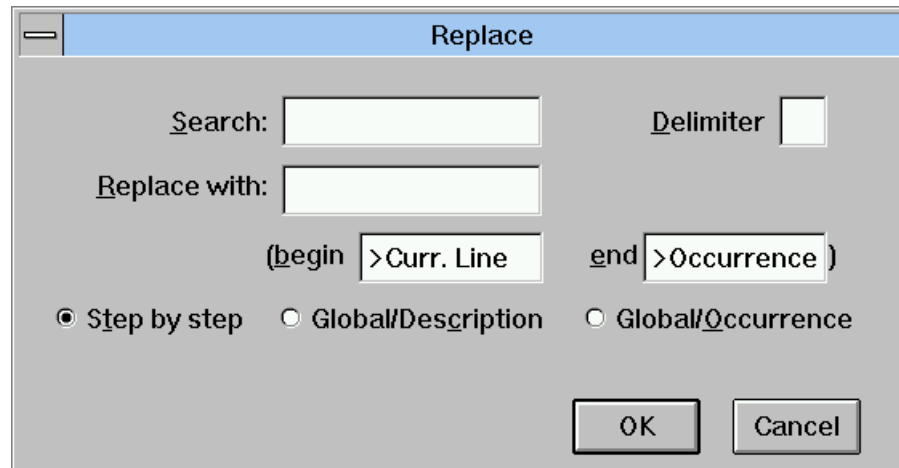 Replace
Search: Delimiter
Replace with:
(begin >Curr. Line end >Occurrence )
Step by step Global/Description Global/Occurrence
OK Cancel